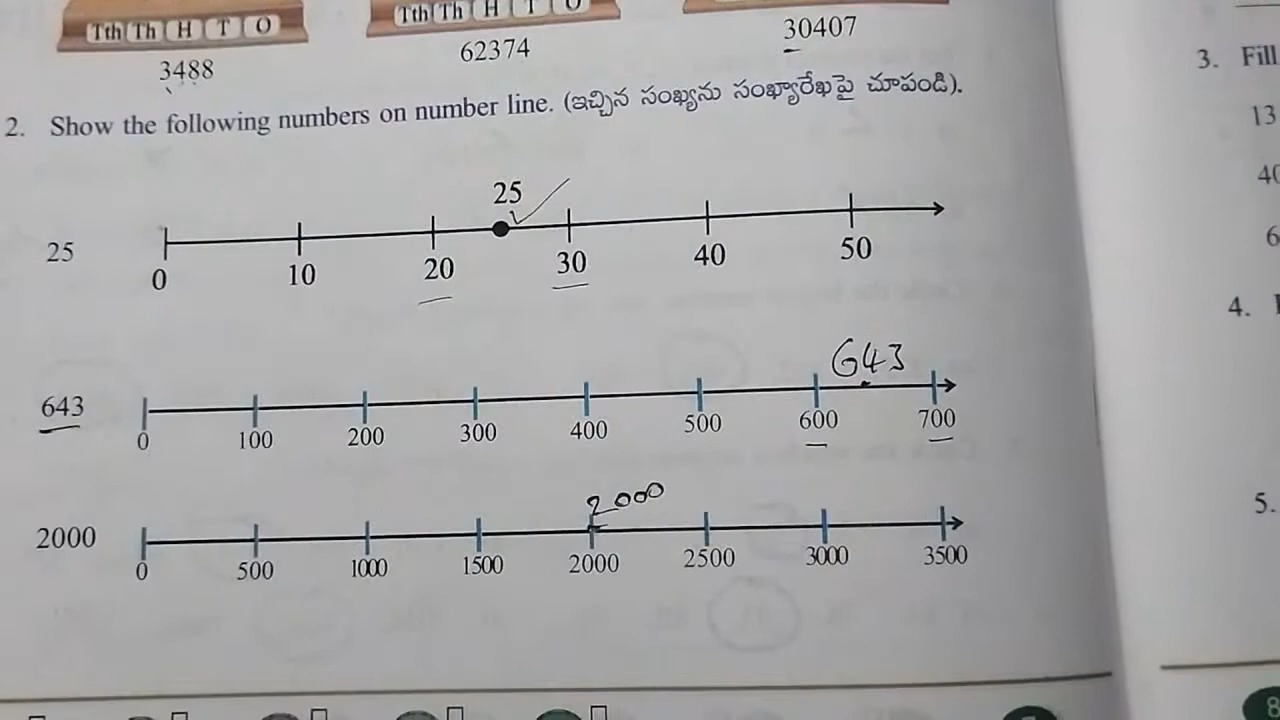 Tth Th H T O
Tth Th H T O
3488
62374
30407
2. Show the following numbers on number line. (ఇచ్చిన సంఖ్యను సంఖ్యారేఖపై చూపండి).
25
25
0 10 20 30 40 50
643
643
0 100 200 300 400 500 600 700
2000
2000
0 500 1000 1500 2000 2500 3000 3500
3. Fill
13
4.
5.